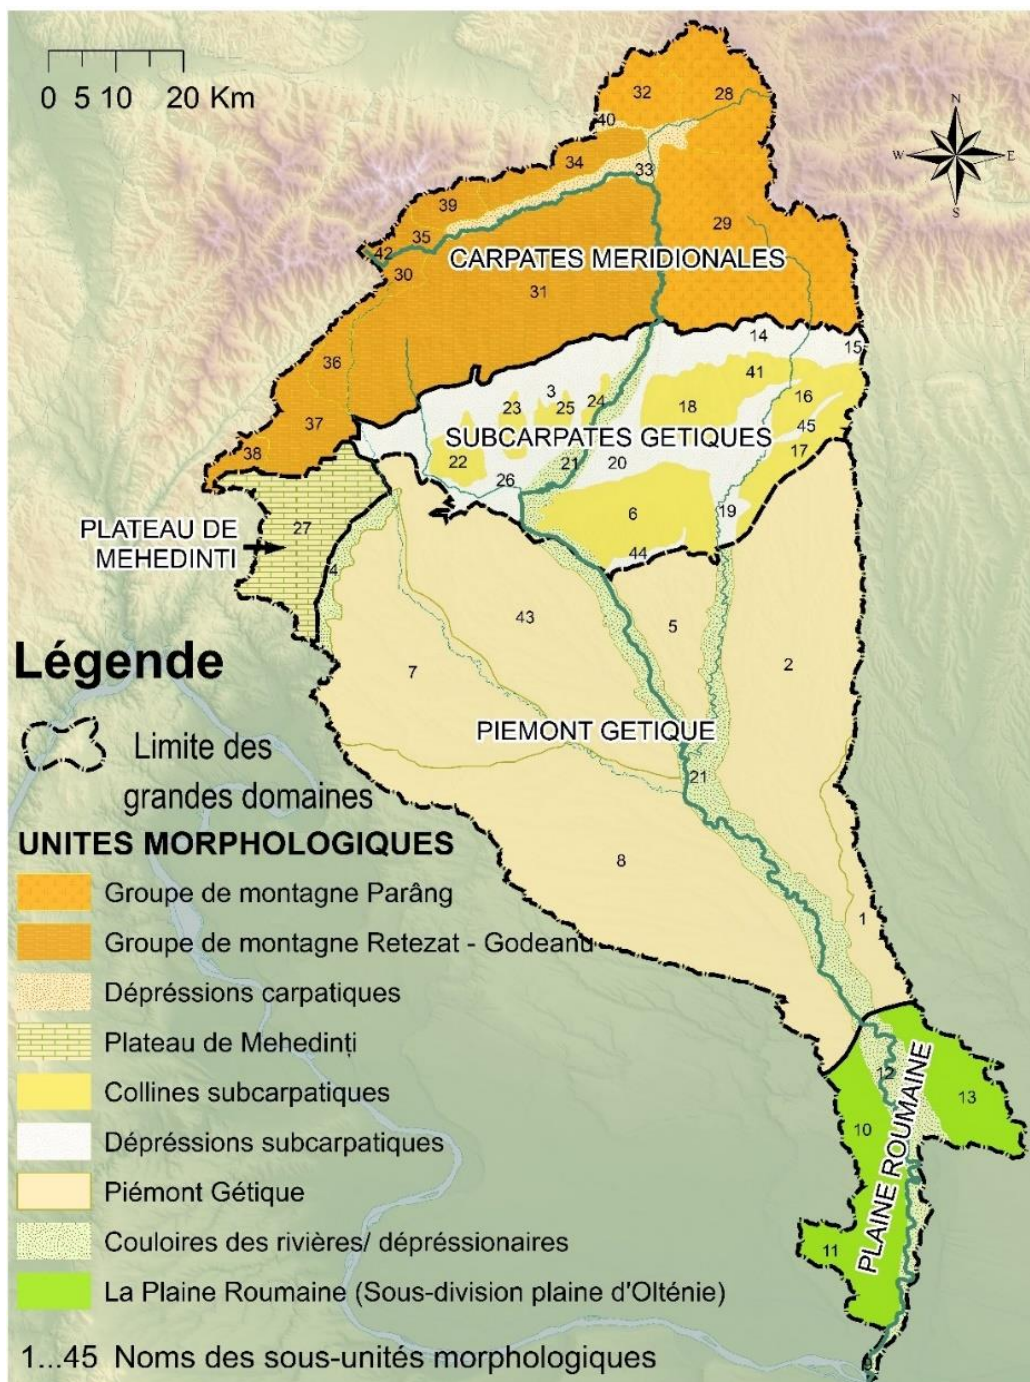 0 5 10 20 Km
N
W E
S
32
28
40
34
33
39
29
35
42
30
CARPATES MERIDIONALES
31
36
14
15
41
37
3
24
16
23
25
18
45
SUBCARPATES GETIQUES
38
22
21
20
17
26
6
19
27
PLATEAU DE
MEHEDINTI
44
4
43
5
2
7
Légende
PIEMONT GETIQUE
Limite des
grandes domaines
21
UNITES MORPHOLOGIQUES
8
Groupe de montagne Parâng
1
Groupe de montagne Retezat - Godeanu
Dépréssions carpatiques
Plateau de Mehedinți
12
13
Collines subcarpatiques
10
PLAINE ROUMAINE
Dépréssions subcarpatiques
Piémont Gétique
Couloires des rivières/ dépréssionaires
11
La Plaine Roumaine (Sous-division plaine d'Olténie)
1...45 Noms des sous-unités morphologiques
9